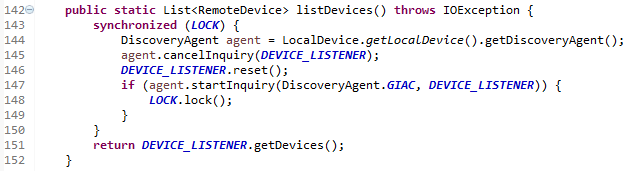 142 public static List<RemoteDevice> listDevices() throws IOException {
143 synchronized (LOCK) {
144 DiscoveryAgent agent = LocalDevice.getLocalDevice().getDiscoveryAgent();
145 agent.cancelInquiry(DEVICE_LISTENER);
146 DEVICE_LISTENER.reset();
147 if (agent.startInquiry(DiscoveryAgent.GIAC, DEVICE_LISTENER)) {
148 LOCK.lock();
149 }
150 }
151 return DEVICE_LISTENER.getDevices();
152 }